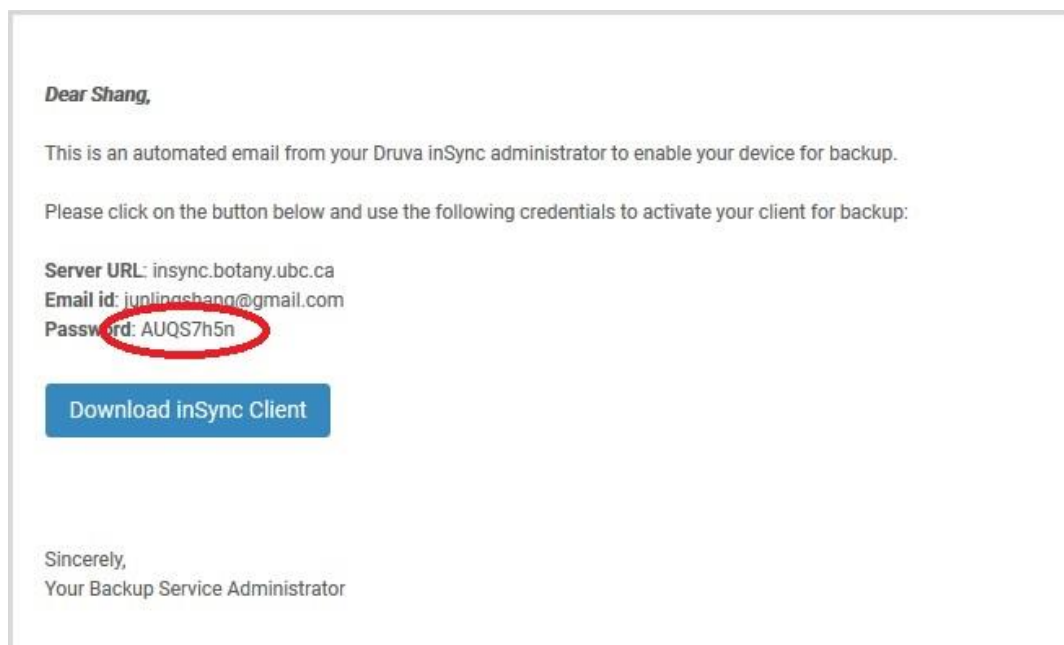 Dear Shang,
This is an automated email from your Druva inSync administrator to enable your device for backup.
Please click on the button below and use the following credentials to activate your client for backup:
Server URL: insync.botany.ubc.ca
Email id: junlingshang@gmail.com
Password: AUQS7h5n
Download inSync Client
Sincerely,
Your Backup Service Administrator